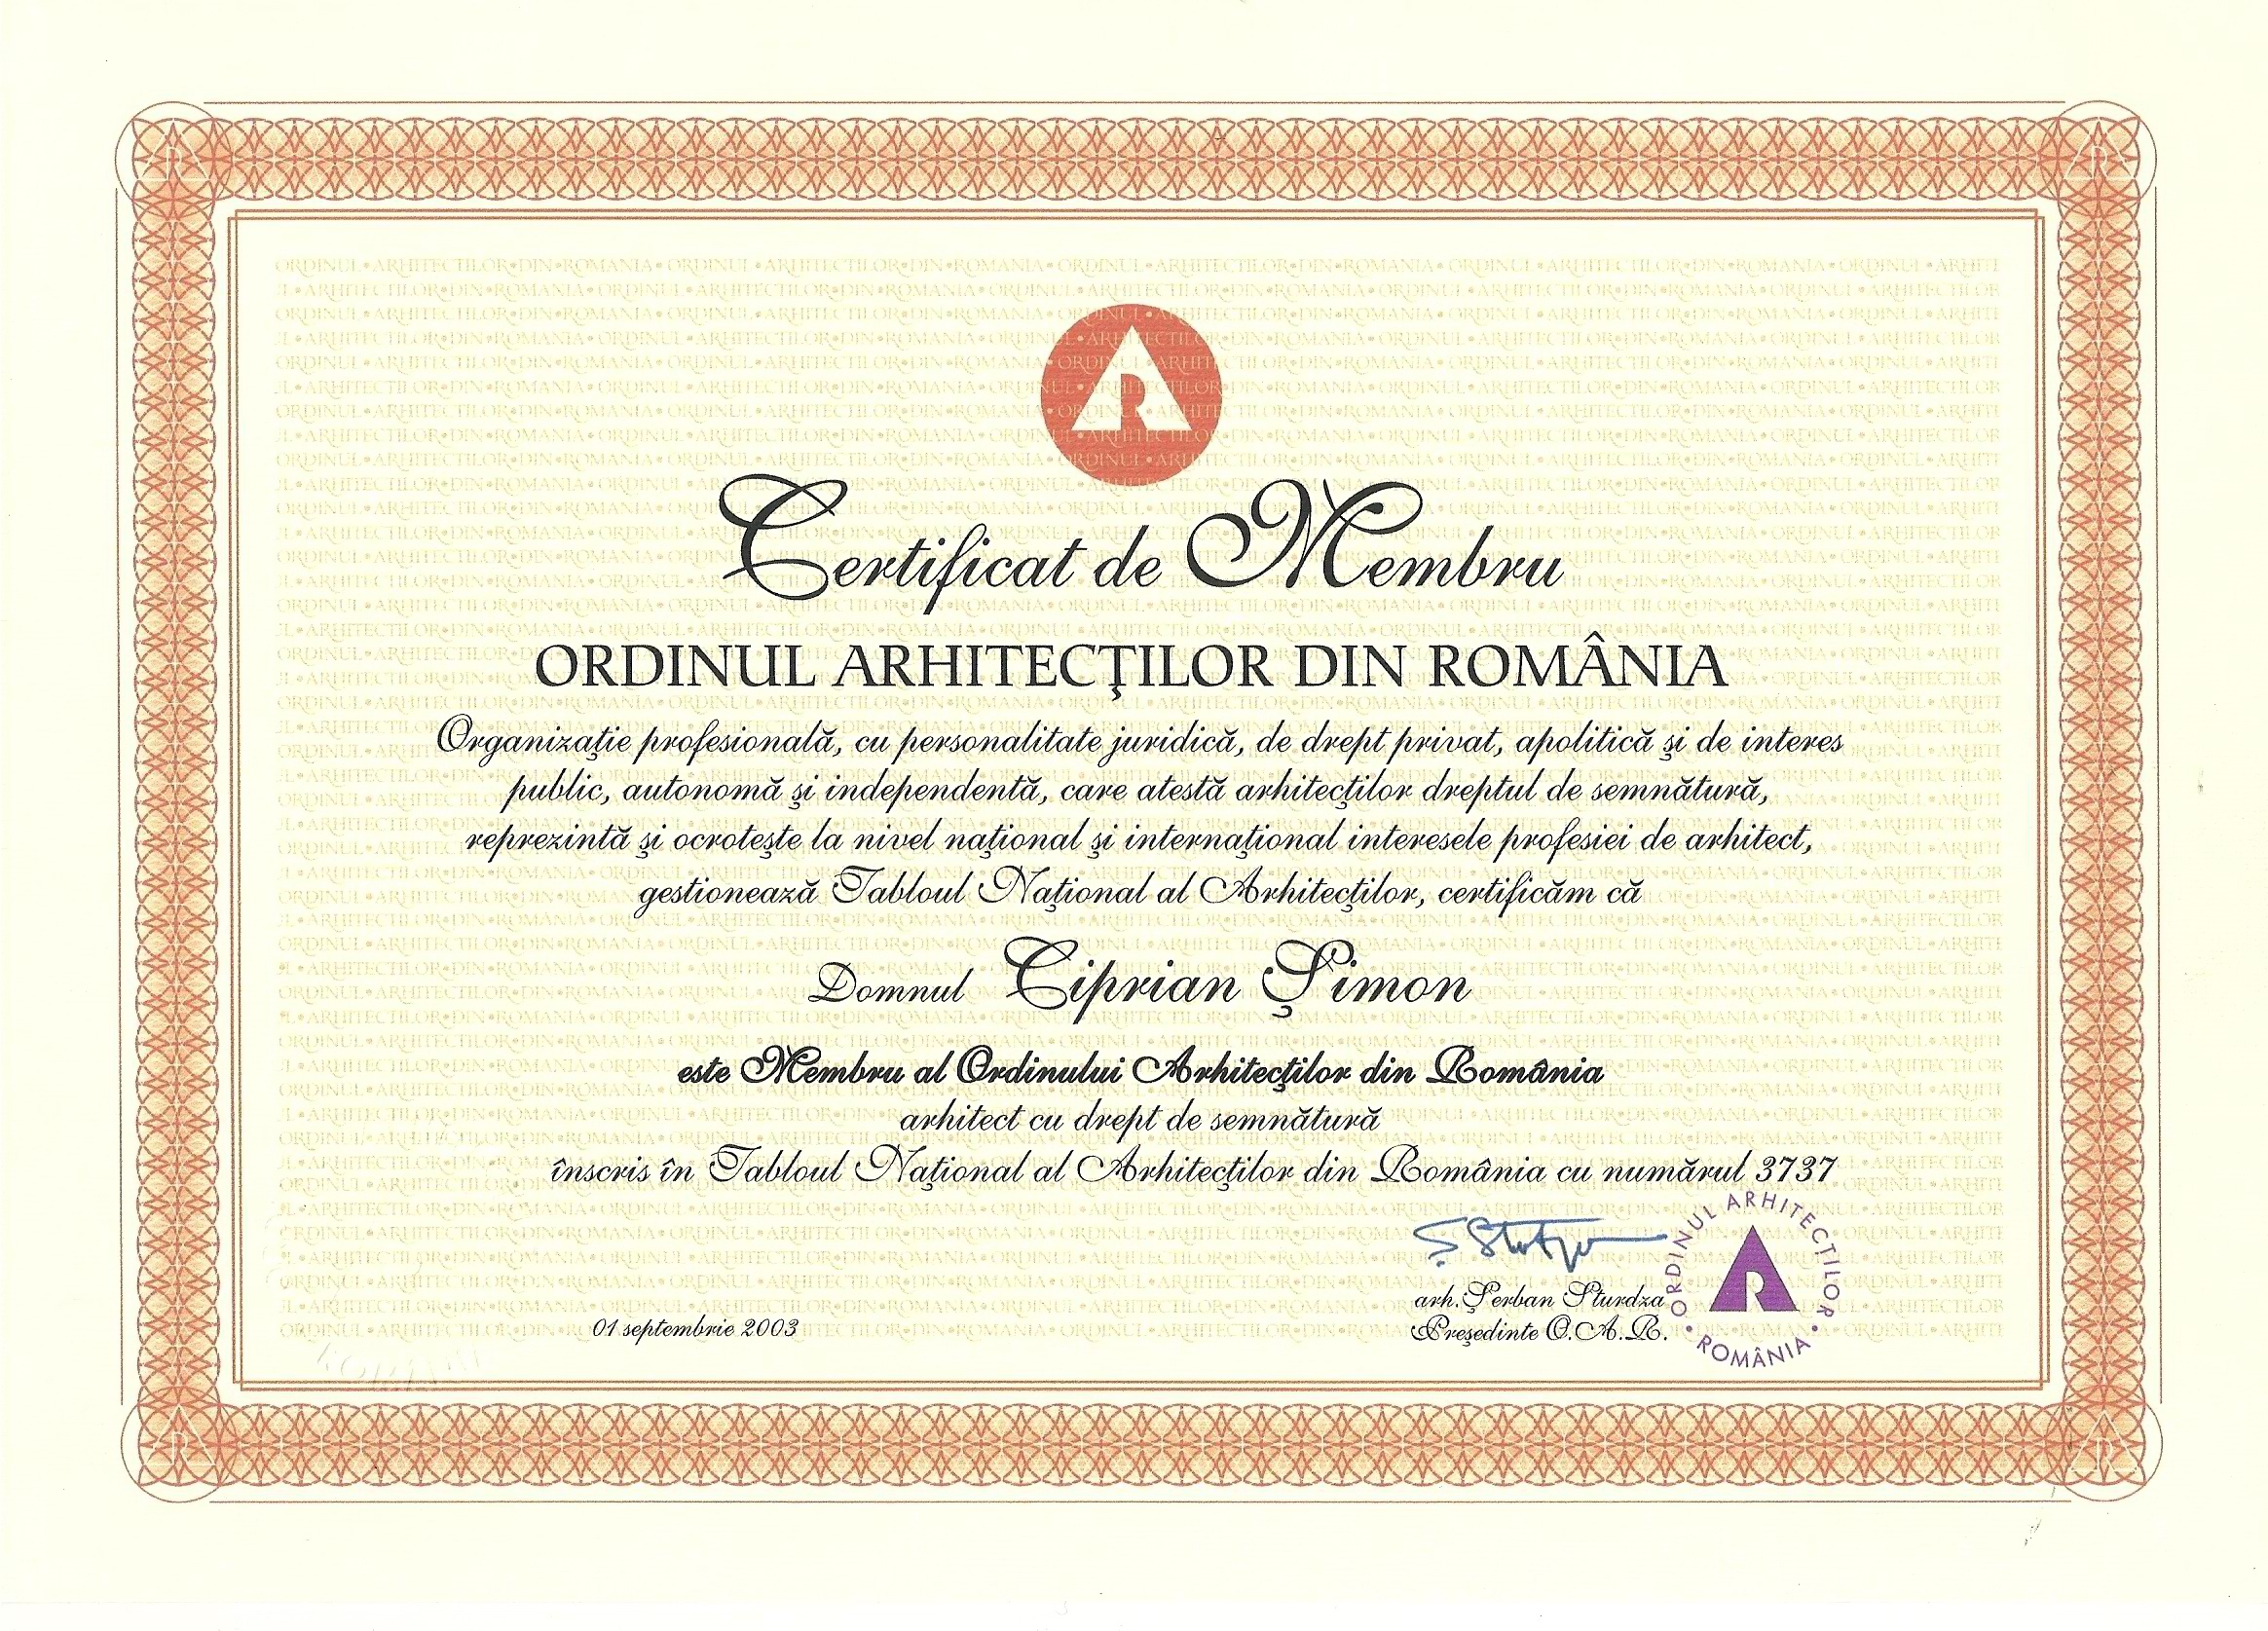 Certificat de Membru
ORDINUL ARHITECŢILOR DIN ROMÂNIA
Organizaţie profesională, cu personalitate juridică, de drept privat, apolitică şi de interes
public, autonomă şi independentă, care atestă arhitecţilor dreptul de semnătură,
reprezintă şi ocroteşte la nivel naţional şi internaţional interesele profesiei de arhitect,
gestionează Tabloul Naţional al Arhitecţilor, certificăm că
Domnul Ciprian Şimon
este Membru al Ordinului Arhitecţilor din România
arhitect cu drept de semnătură
înscris în Tabloul Naţional al Arhitecţilor din România cu numărul 3737
01 septembrie 2003
arh. Şerban Sturdza
Preşedinte O.A.R.
ORDINUL ARHITECŢILOR • ROMÂNIA •